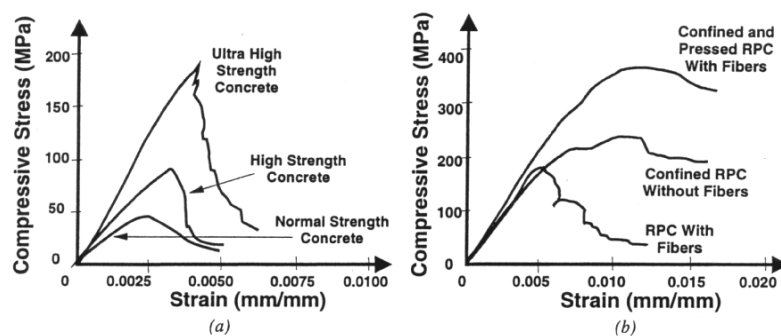 Compressive Stress (MPa)
200
150
100
50
0
Ultra High
Strength
Concrete
High Strength
Concrete
Normal Strength
Concrete
0
0.0025
0.0050
0.0100
Strain (mm/mm)
(a)
Compressive Stress (MPa)
400
300
200
100
0
Confined and
Pressed RPC
With Fibers
Confined RPC
Without Fibers
RPC With
Fibers
0
0.005
0.010
0.015
0.020
Strain (mm/mm)
(b)